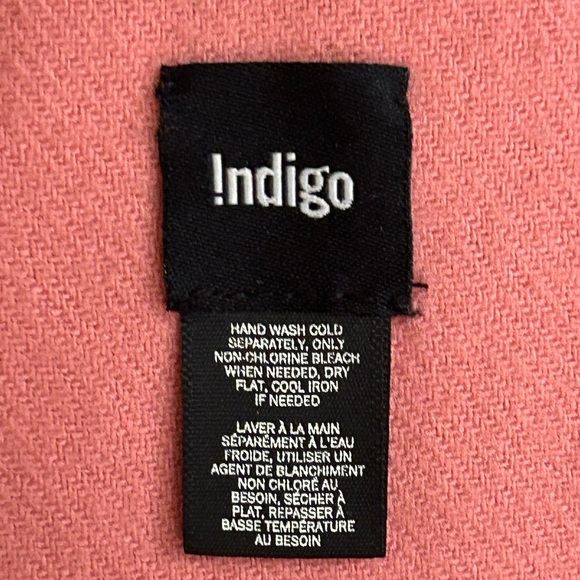 !ndigo
HAND WASH COLD
SEPARATELY, ONLY
NON-CHLORINE BLEACH
WHEN NEEDED, DRY
FLAT, COOL IRON
IF NEEDED
LAVER À LA MAIN
SÉPARÉMENT À L'EAU
FROIDE, UTILISER UN
AGENT DE BLANCHIMENT
NON CHLORÉ AU
BESOIN, SÉCHER À
PLAT, REPASSER À
BASSE TEMPÉRATURE
AU BESOIN